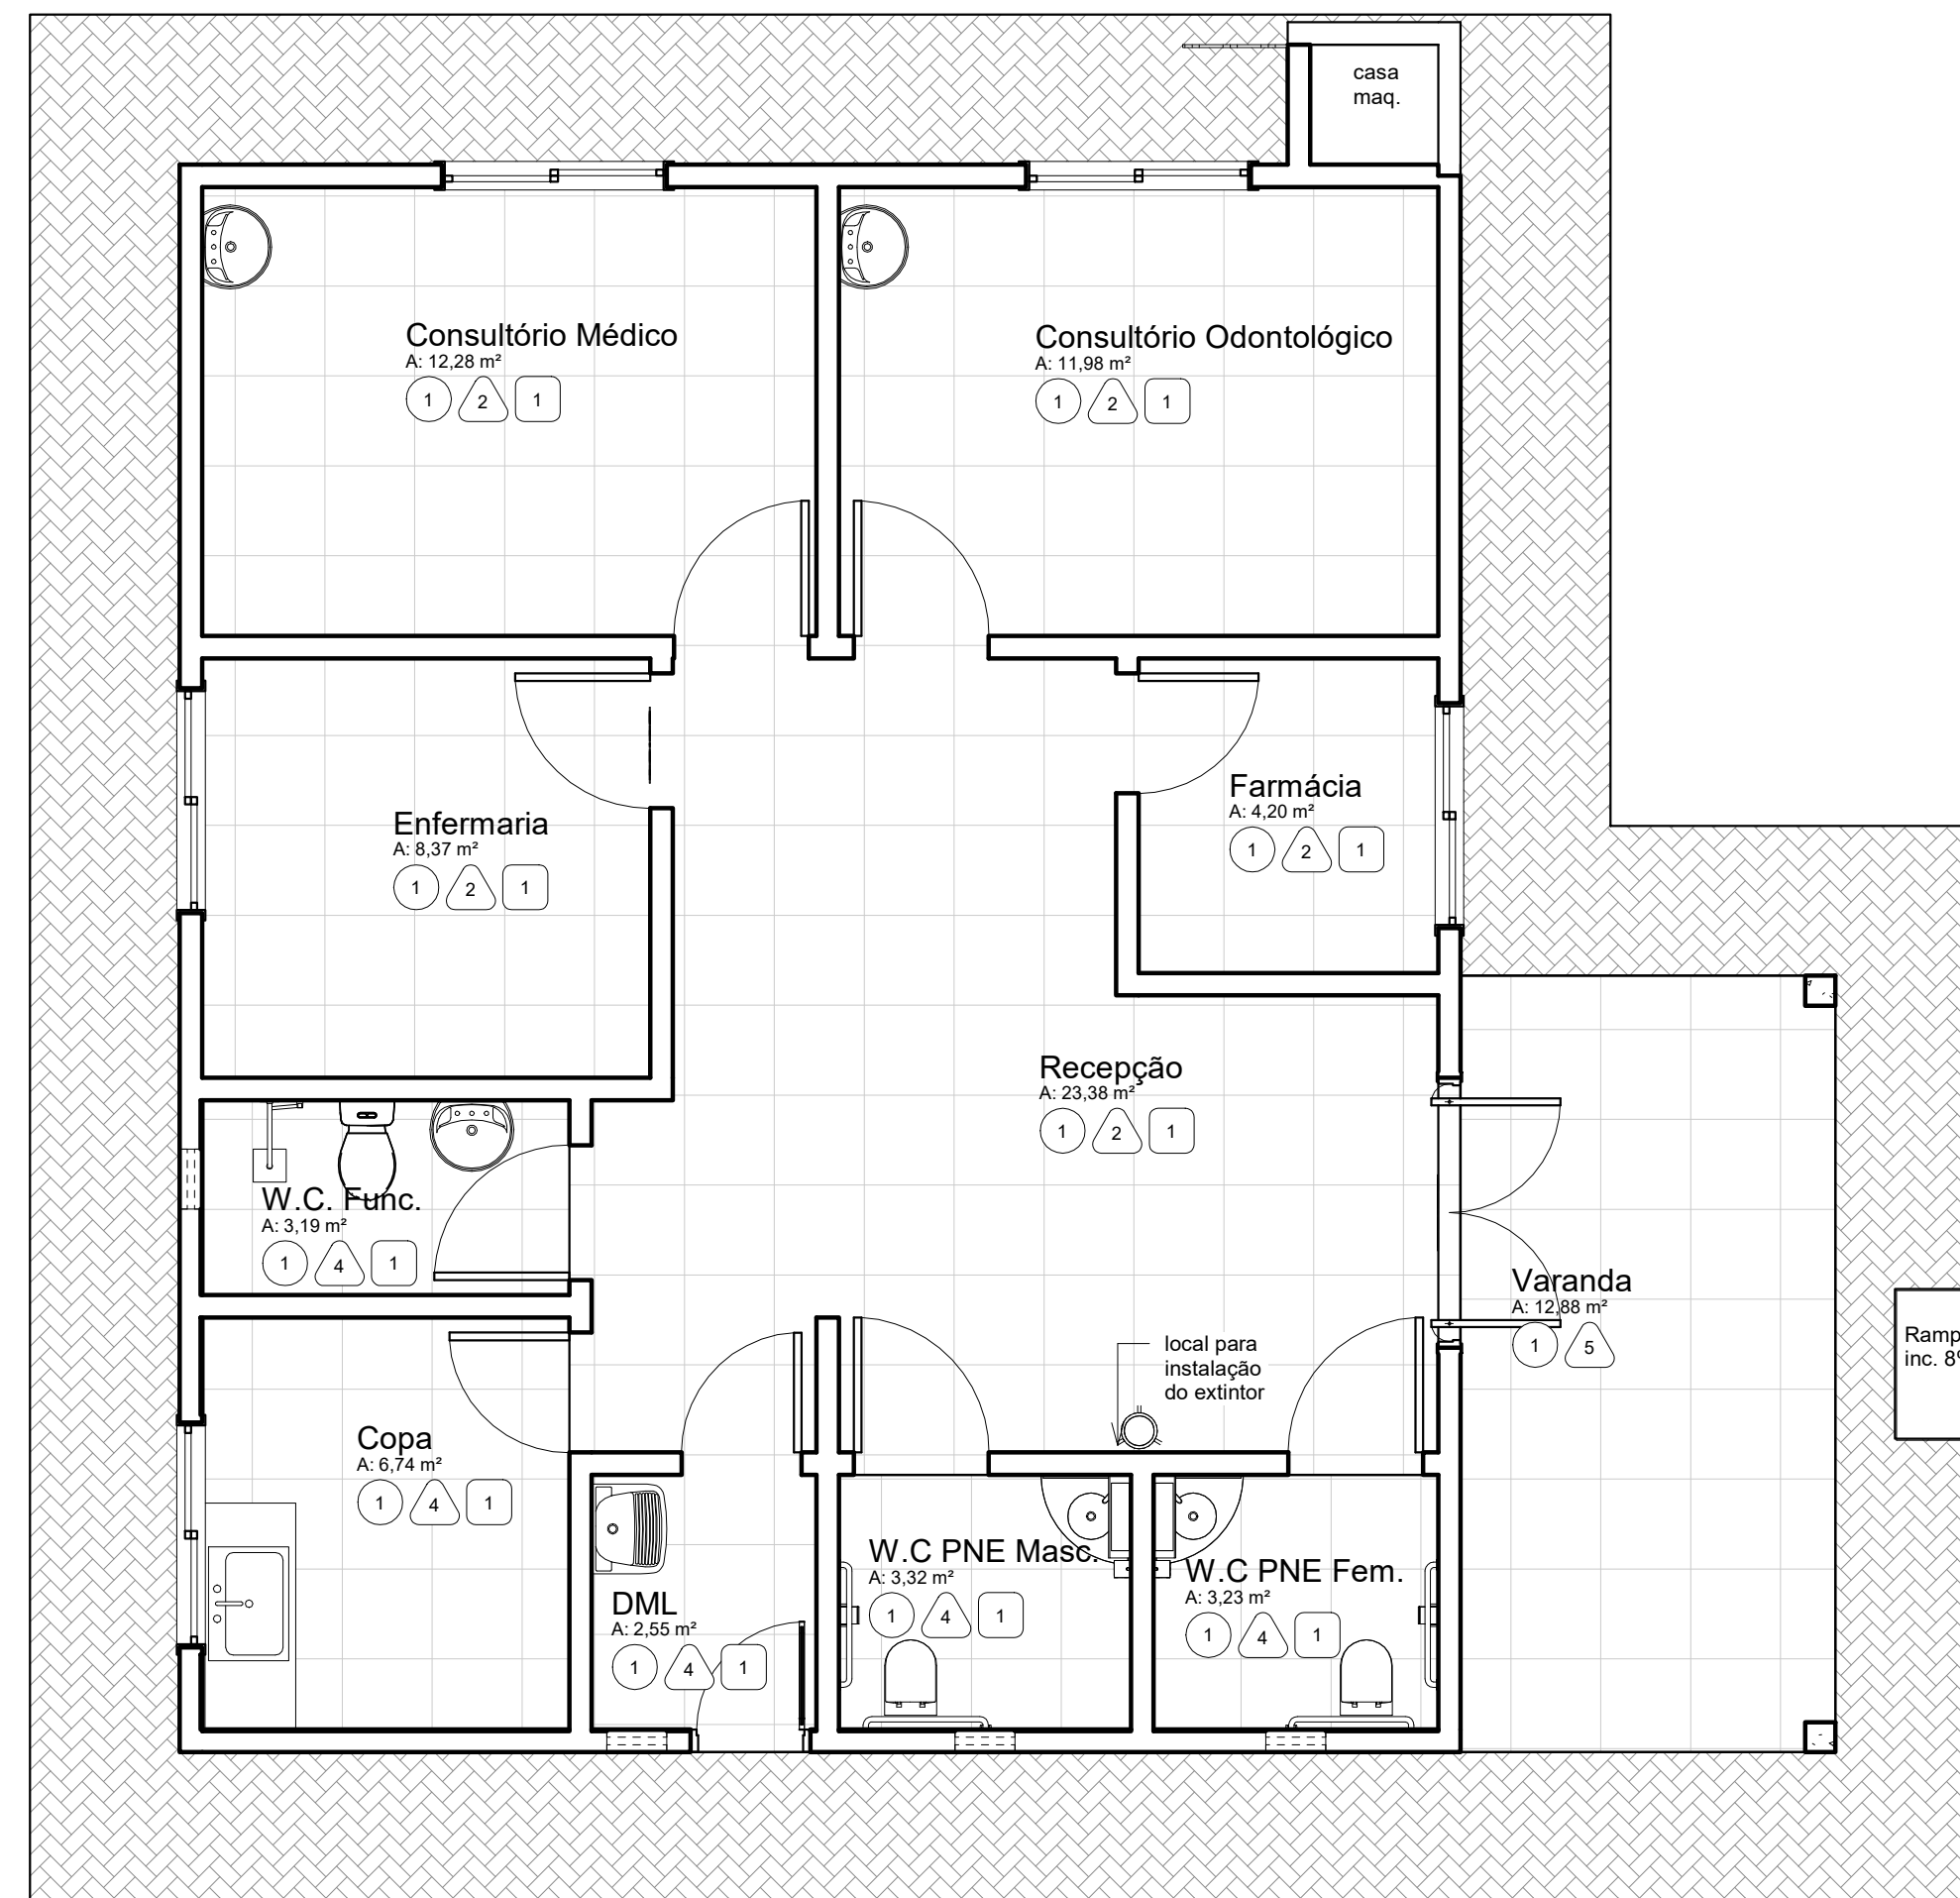 casa
maq.
Consultório Médico
A: 12,28 m²
1 2 1
Consultório Odontológico
A: 11,98 m²
1 2 1
Farmácia
A: 4,20 m²
1 2 1
Enfermaria
A: 8,37 m²
1 2 1
Recepção
A: 23,38 m²
1 2 1
W.C. Func.
A: 3,19 m²
1 4 1
Varanda
A: 12,88 m²
1 5
local para
instalação
do extintor
Ramp
inc. 8%
Copa
A: 6,74 m²
1 4 1
W.C PNE Masc.
A: 3,32 m²
1 4 1
W.C PNE Fem.
A: 3,23 m²
1 4 1
DML
A: 2,55 m²
1 4 1